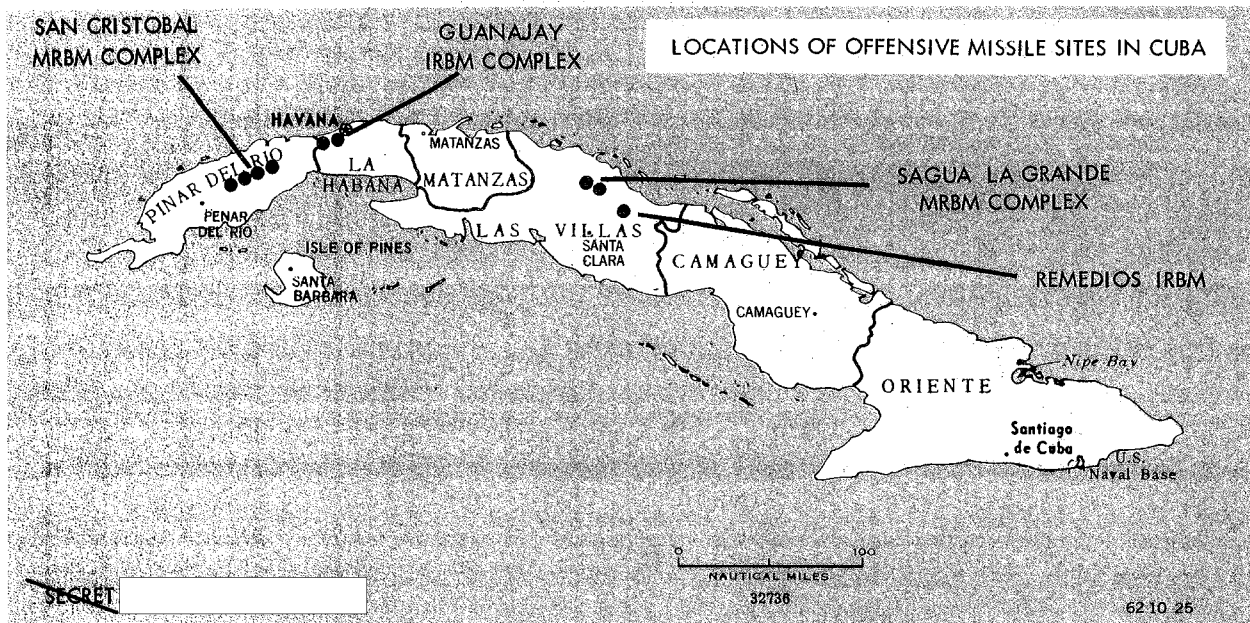 SAN CRISTOBAL
MRBM COMPLEX
GUANAJAY
IRBM COMPLEX
LOCATIONS OF OFFENSIVE MISSILE SITES IN CUBA
HAVANA
MATANZAS
PINAR DEL RIO
LA
HABANA
MATANZAS
SAGUA LA GRANDE
MRBM COMPLEX
PENAR
DEL RIO
LAS VILLAS
ISLE OF PINES
SANTA
CLARA
CAMAGUEY
SANTA
BARBARA
REMEDIOS IRBM
CAMAGUEY
Nipe Bay
ORIENTE
Santiago
de Cuba
U.S.
Naval Base
0 100
NAUTICAL MILES
32736
SECRET
62 10 25